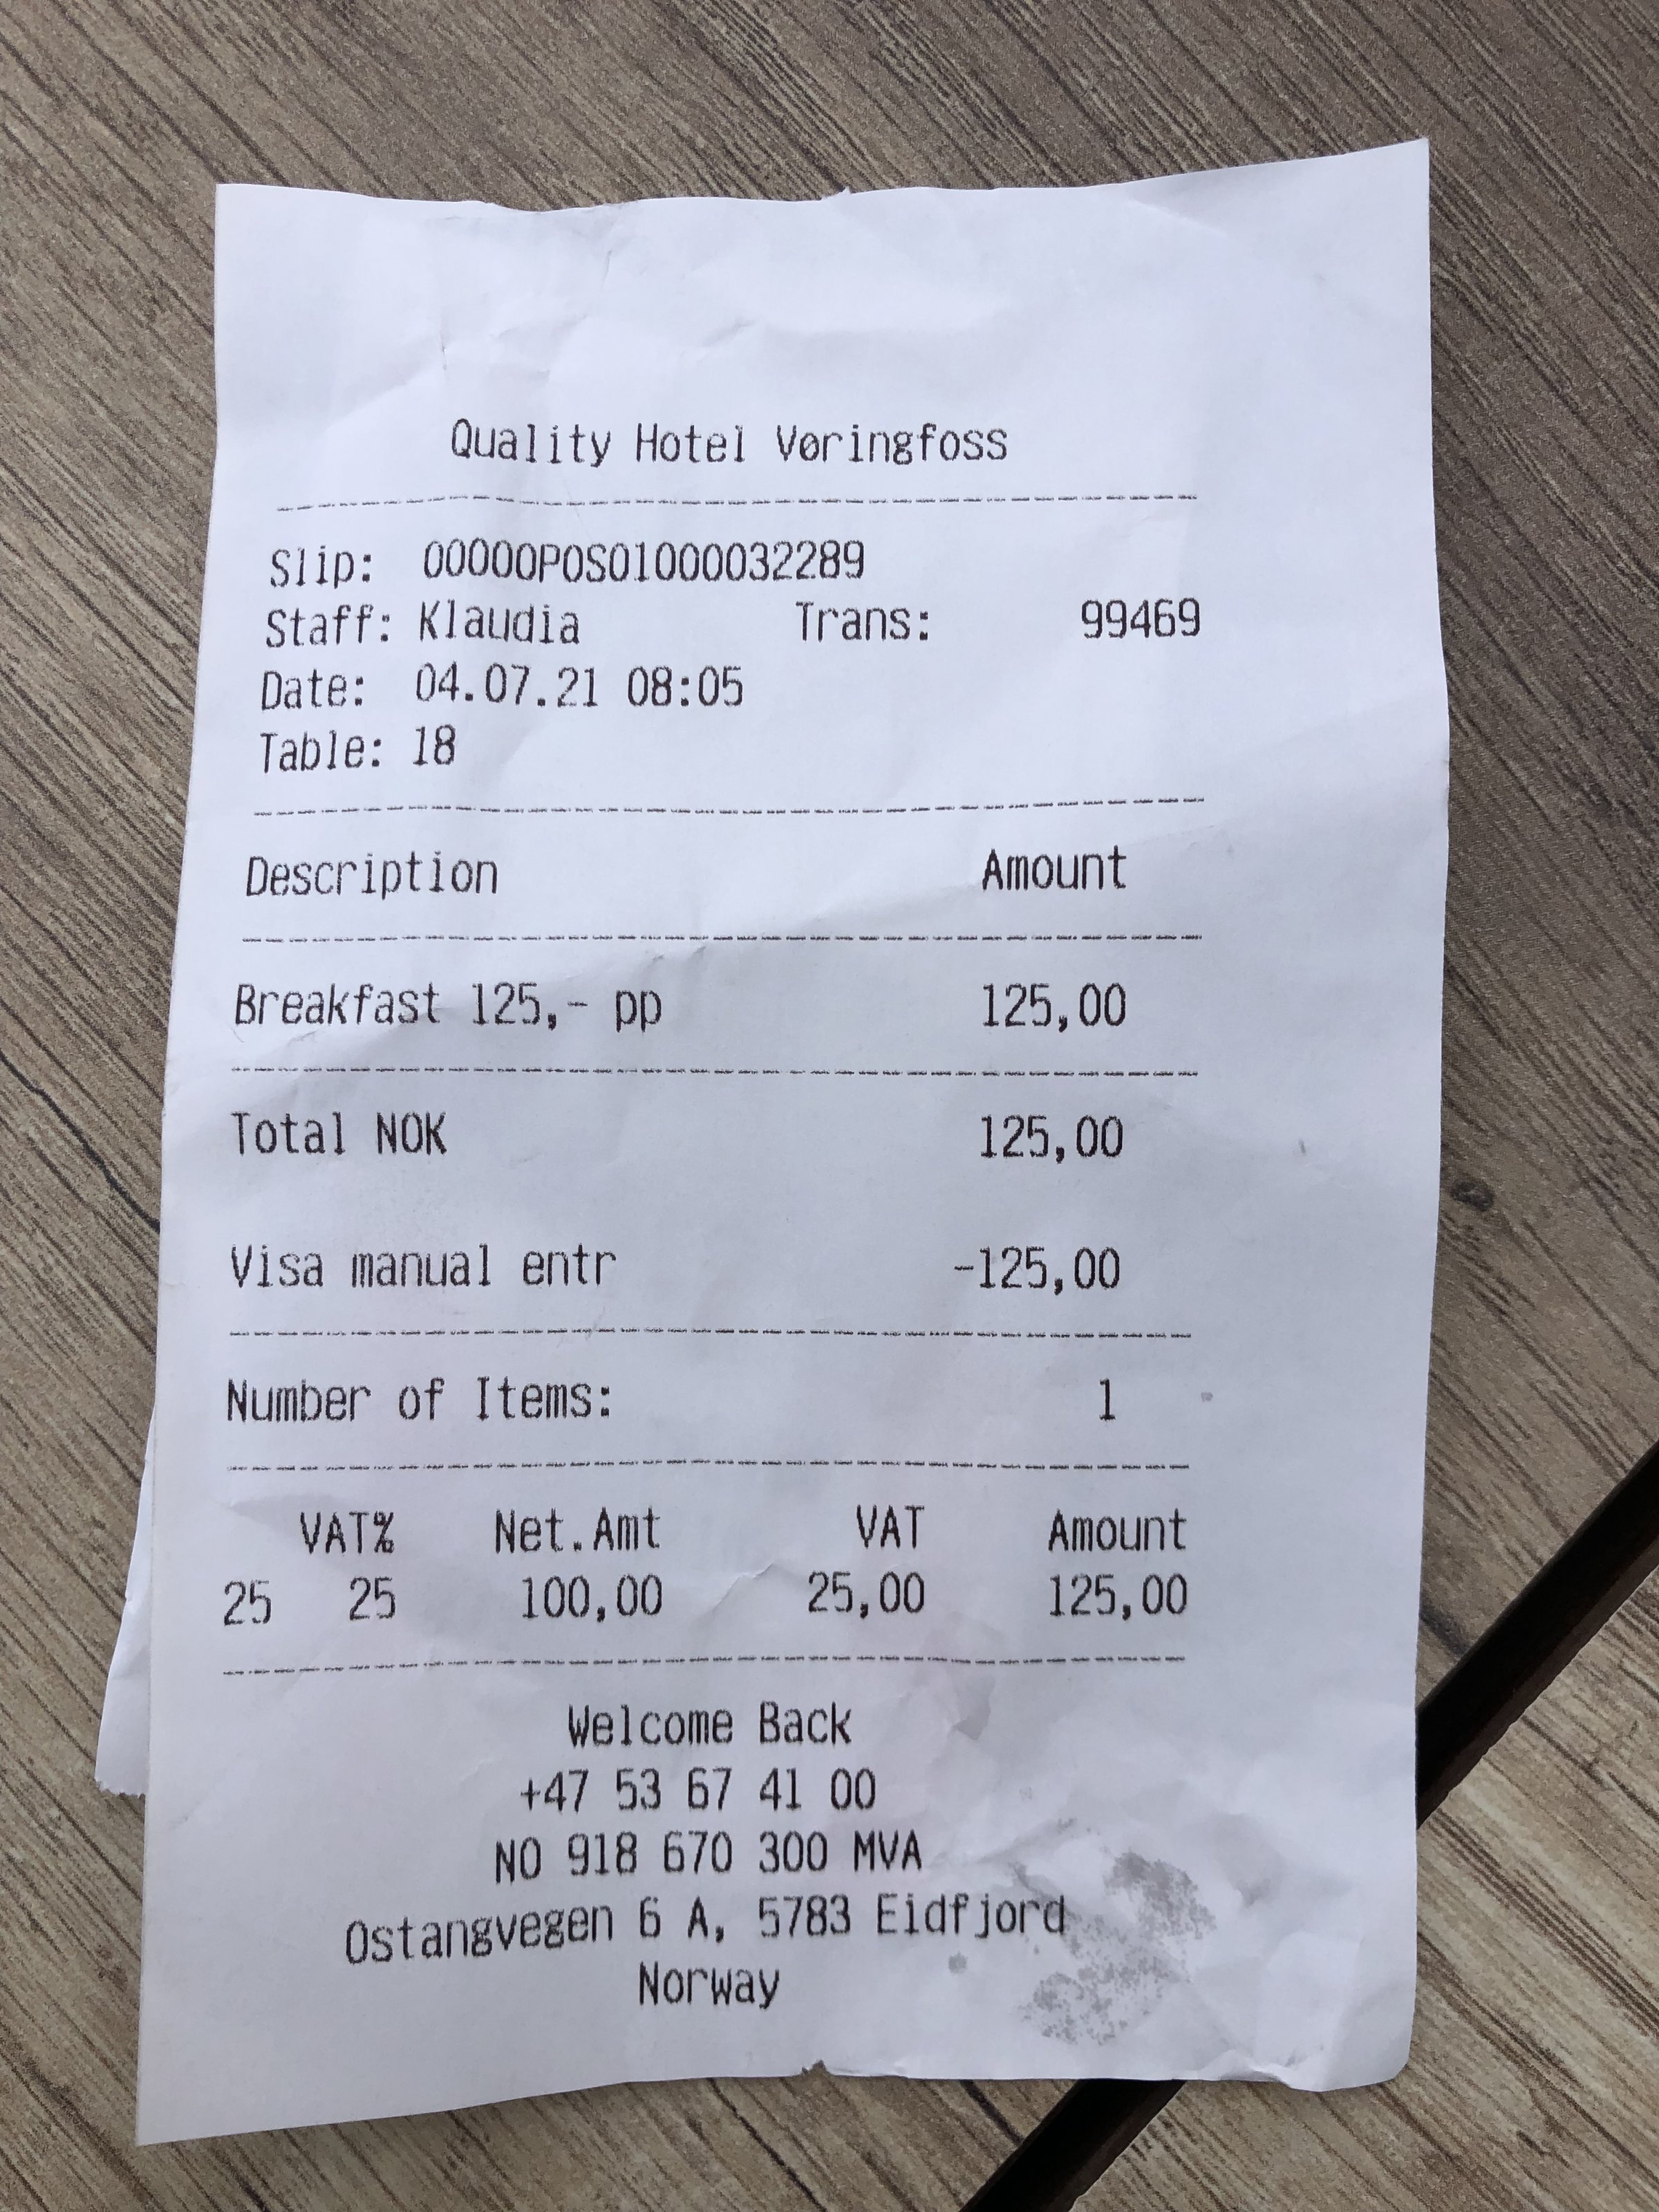 Quality Hotel Vøringfoss
Slip: 00000POS01000032289
Staff: Klaudia Trans: 99469
Date: 04.07.21 08:05
Table: 18
Description Amount
Breakfast 125,- pp 125,00
Total NOK 125,00
Visa manual entr -125,00
Number of Items: 1
VAT% Net.Amt VAT Amount
25 25 100,00 25,00 125,00
Welcome Back
+47 53 67 41 00
NO 918 670 300 MVA
Ostangvegen 6 A, 5783 Eidfjord
Norway